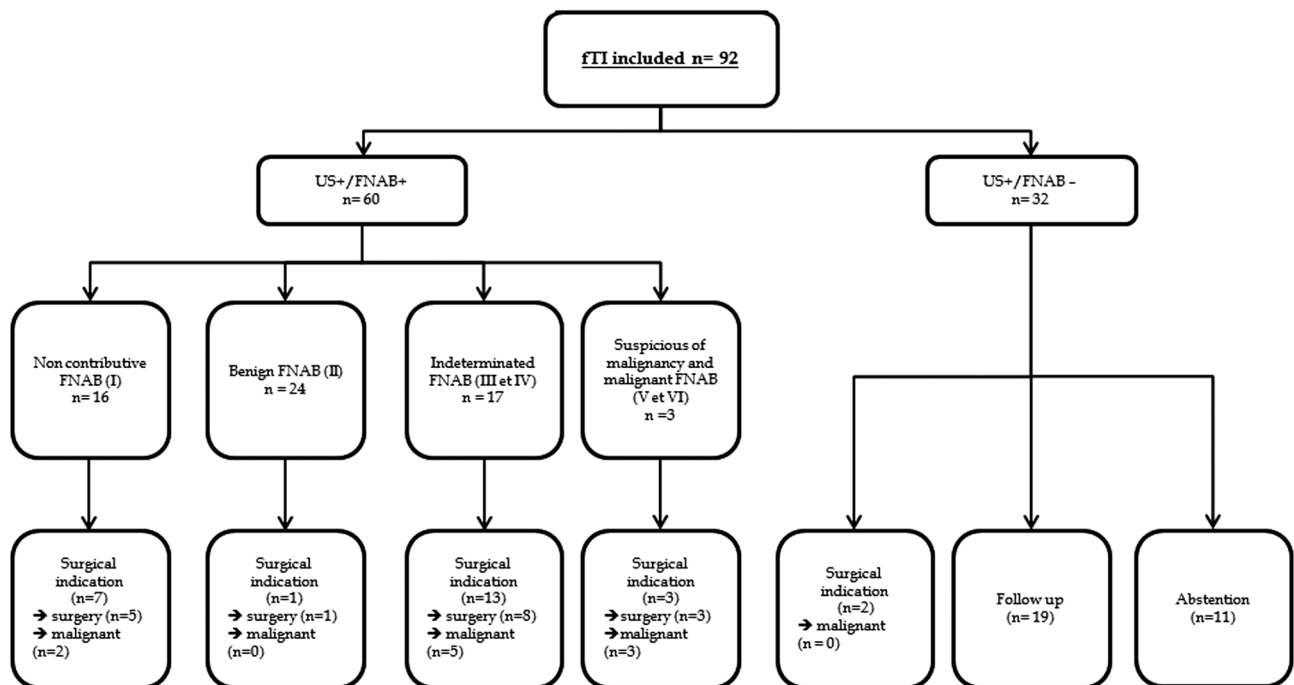 fTI included n= 92
US+/FNAB+
n= 60
US+/FNAB –
n= 32
Non contributive
FNAB (I)
n= 16
Benign FNAB (II)
n = 24
Indeterminated
FNAB (III et IV)
n = 17
Suspicious of
malignancy and
malignant FNAB
(V et VI)
n =3
Surgical
indication
(n=7)
➔ surgery (n=5)
➔ malignant
(n=2)
Surgical
indication
(n=1)
➔ surgery (n=1)
➔ malignant
(n=0)
Surgical
indication
(n=13)
➔ surgery (n=8)
➔ malignant
(n=5)
Surgical
indication
(n=3)
➔surgery (n=3)
➔malignant
(n=3)
Surgical
indication
(n=2)
➔ malignant
(n = 0)
Follow up
(n= 19)
Abstention
(n=11)